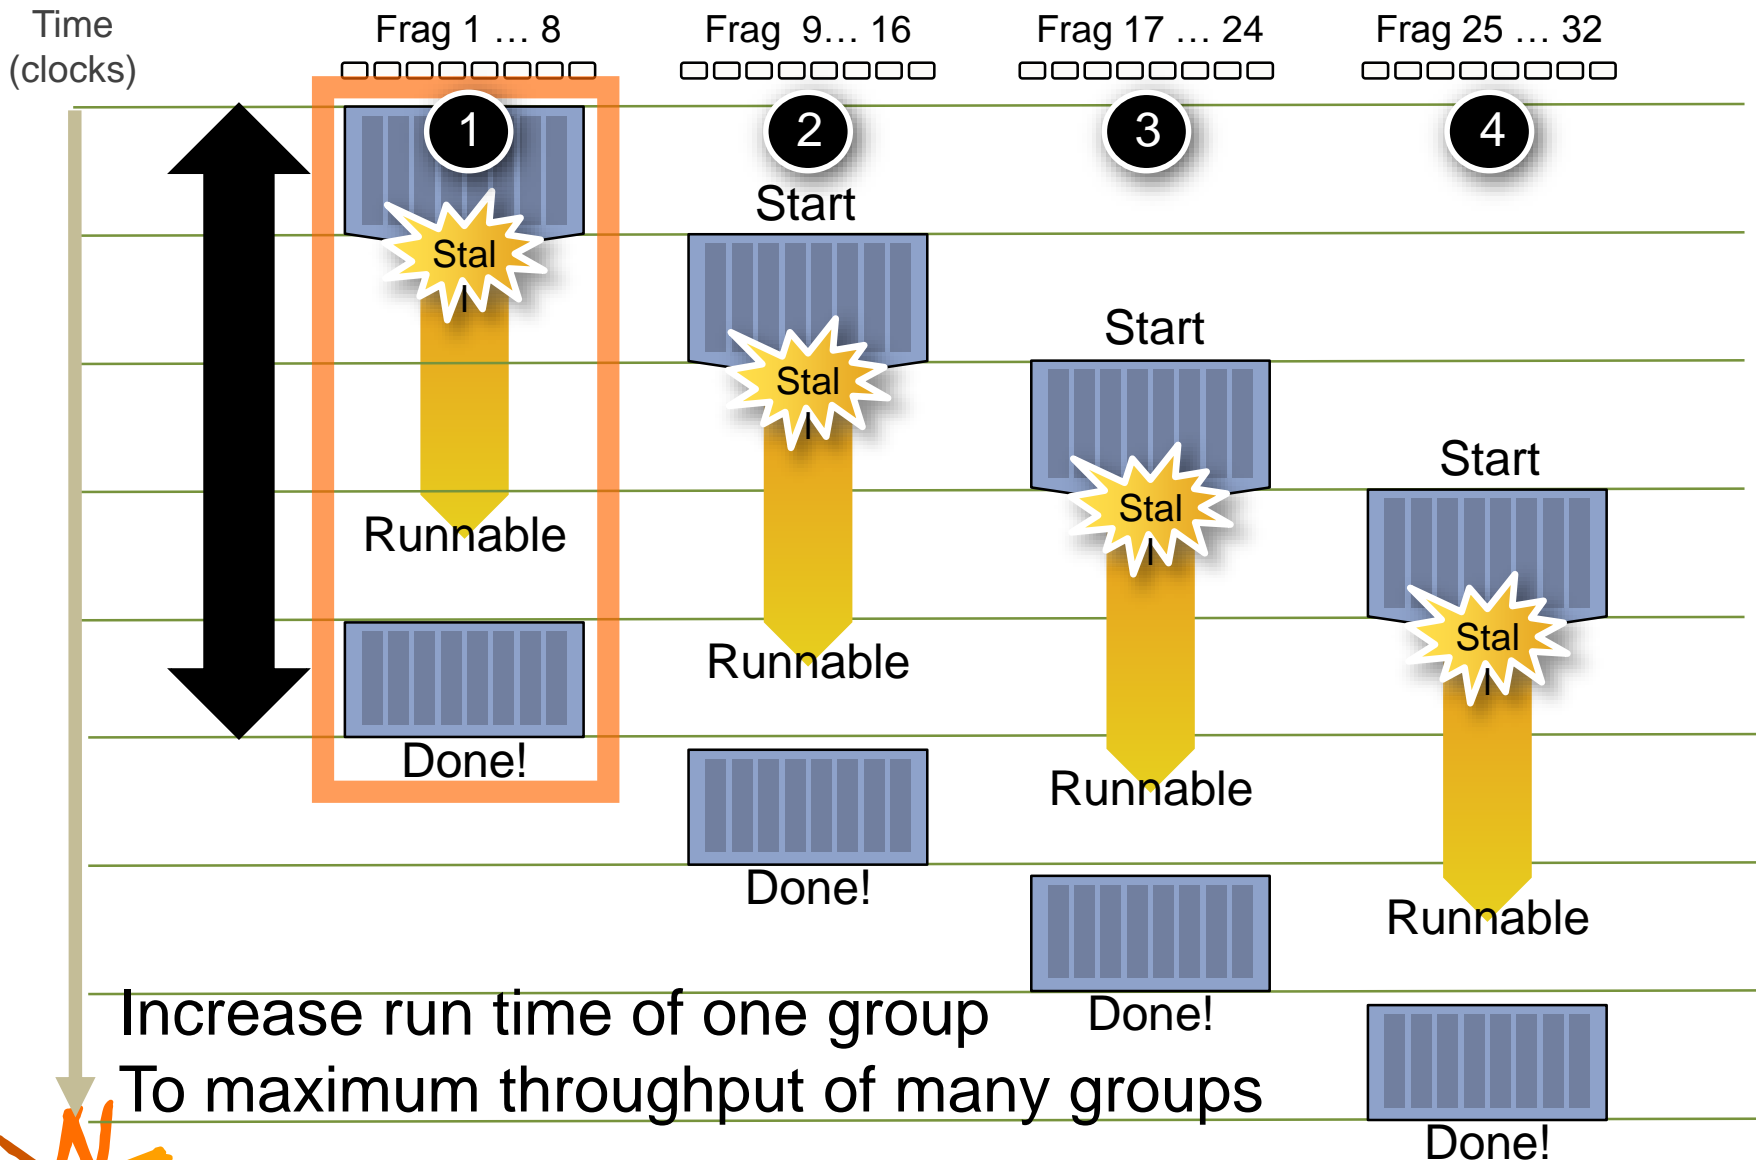 Time
(clocks)
Frag 1 … 8
Frag 9… 16
Frag 17 … 24
Frag 25 … 32
1
2
3
4
Start
Stal
l
Start
Stal
l
Start
Stal
l
Runnable
Stal
l
Runnable
Done!
Runnable
Done!
Runnable
Increase run time of one group
Done!
To maximum throughput of many groups
Done!